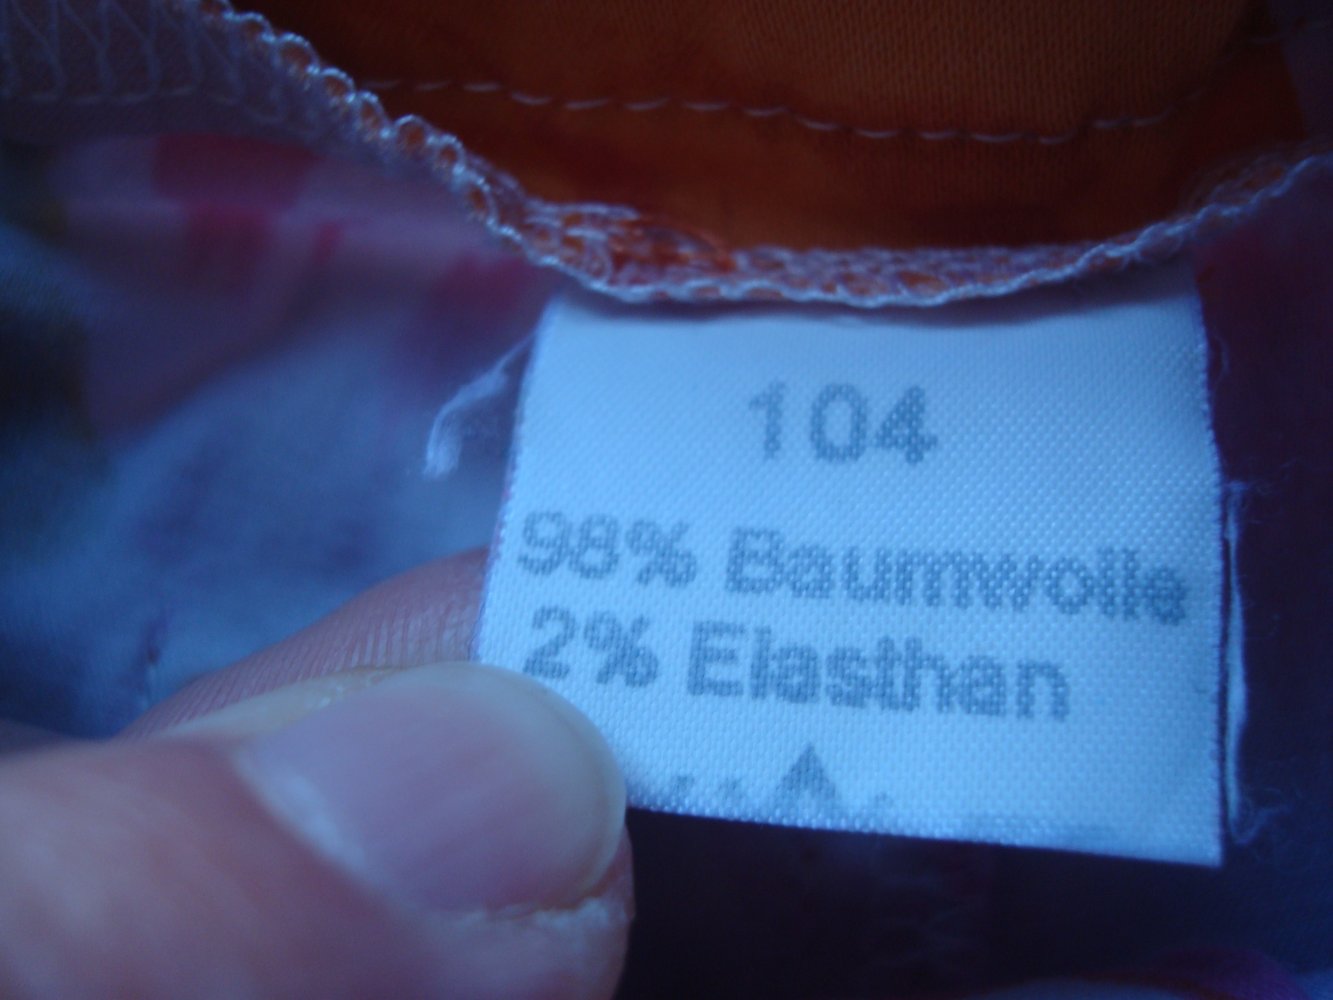 104
98% Baumwolle
2% Elasthan